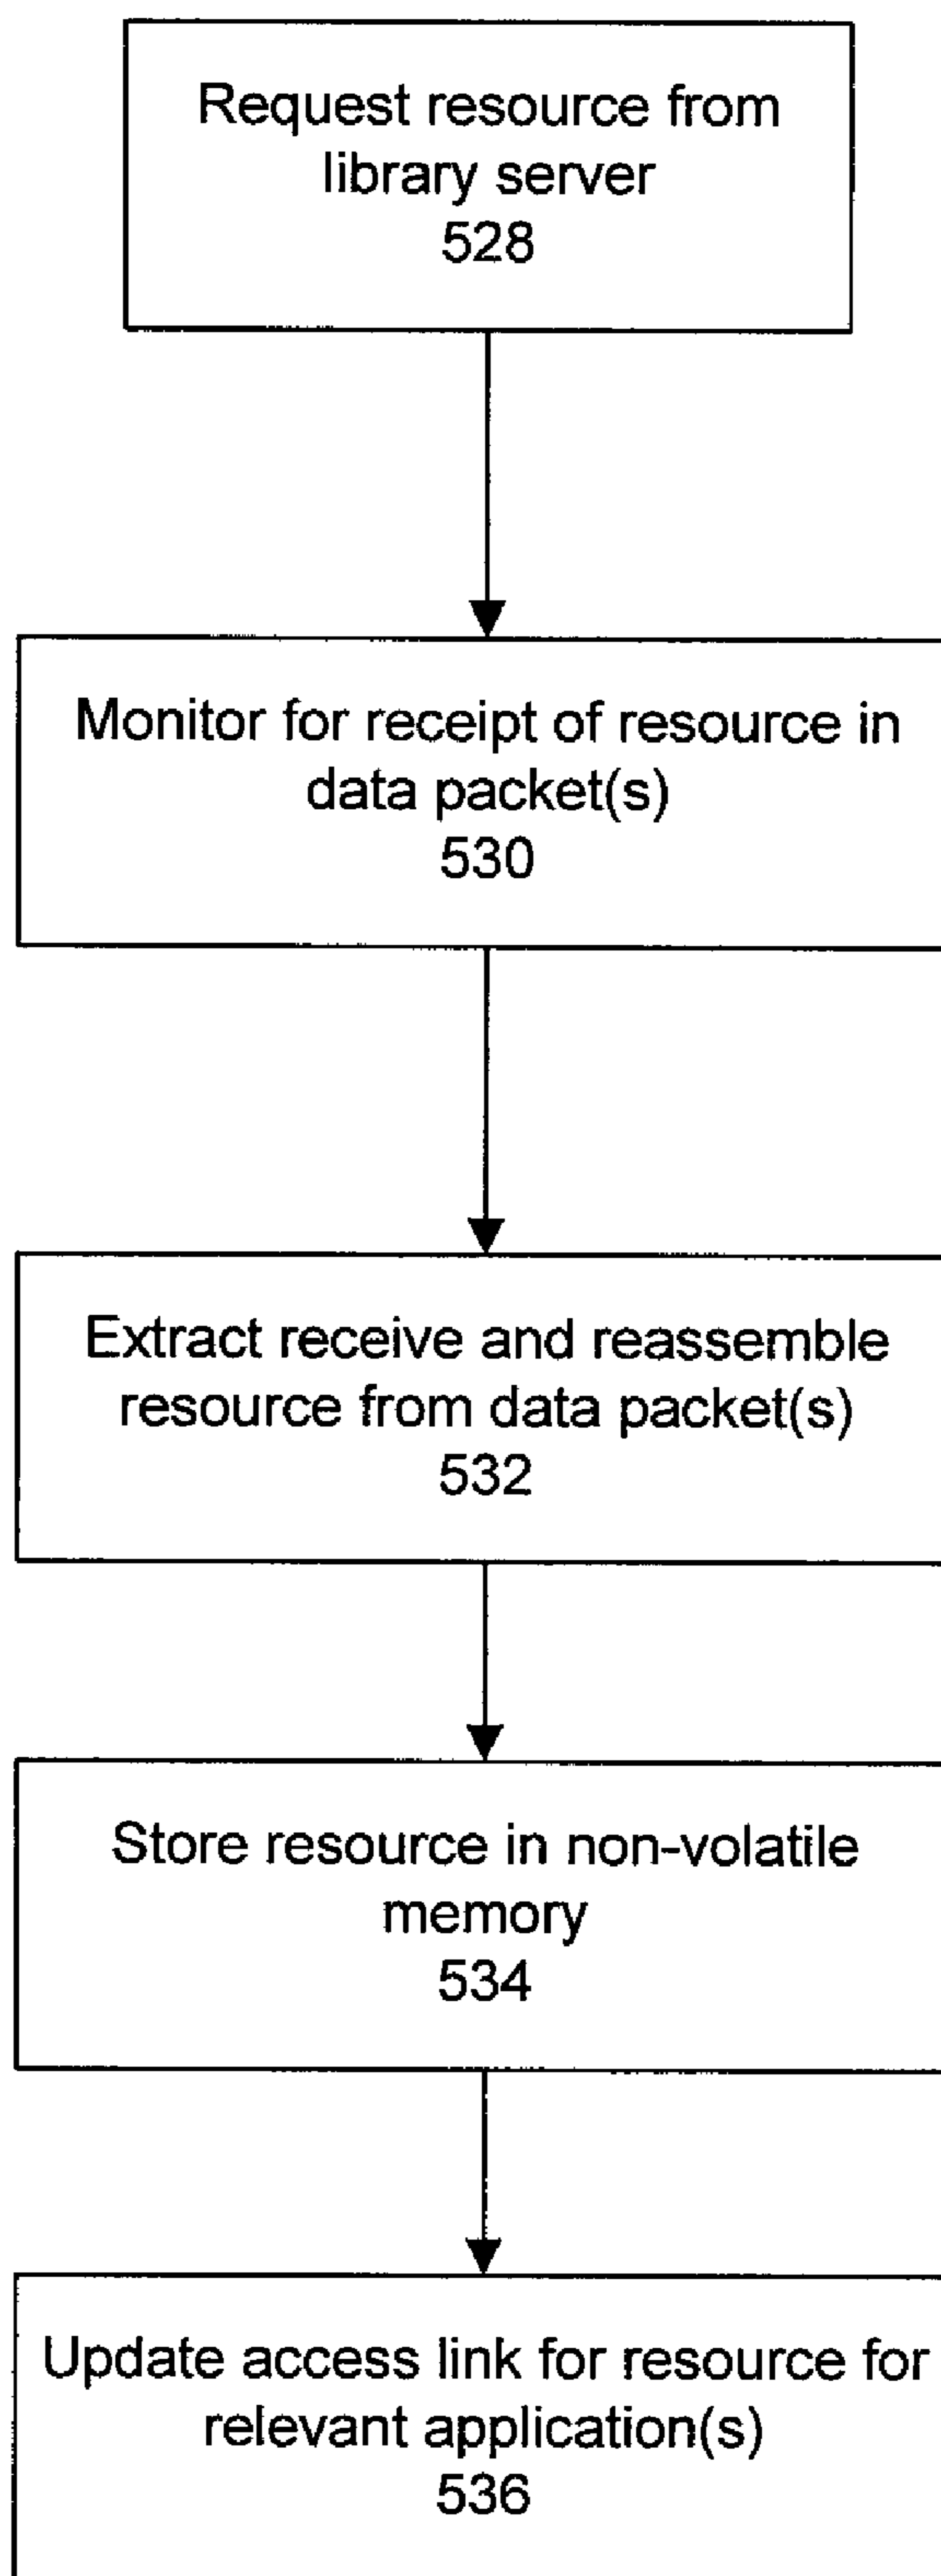 Request resource from
library server
528
Monitor for receipt of resource in
data packet(s)
530
Extract receive and reassemble
resource from data packet(s)
532
Store resource in non-volatile
memory
534
Update access link for resource for
relevant application(s)
536